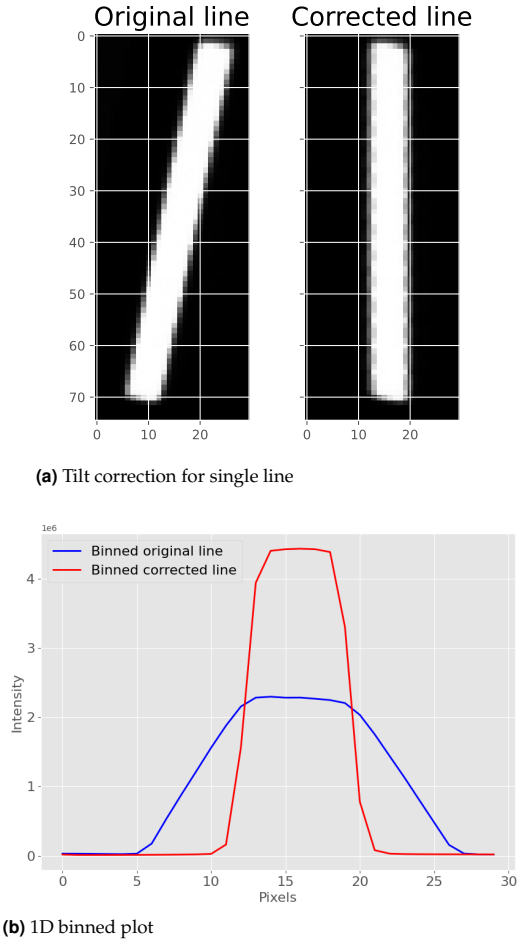 Original line Corrected line
0
10
20
30
40
50
60
70
0 10 20 0 10 20
(a) Tilt correction for single line
1e6
Binned original line
Binned corrected line
4
3
2
1
0
Intensity
0 5 10 15 20 25 30
Pixels
(b) 1D binned plot